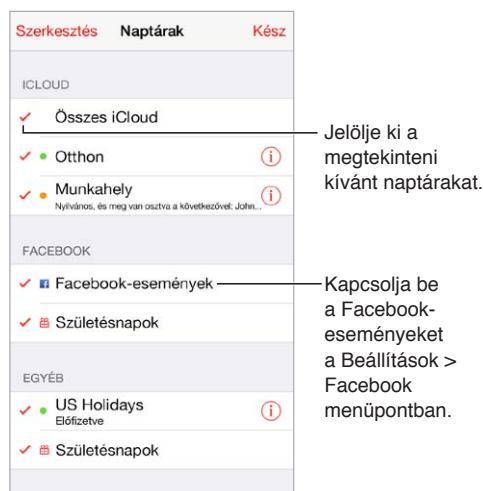 Szerkesztés Naptárak Kész
ICLOUD
Összes iCloud
Otthon
Munkahely
Nyilvános, és meg van osztva a következővel: John...
FACEBOOK
Facebook-események
Születésnapok
EGYÉB
US Holidays
Előfizetve
Születésnapok
Jelölje ki a
megtekinteni
kívánt naptárakat.
Kapcsolja be
a Facebook-
eseményeket
a Beállítások >
Facebook
menüpontban.